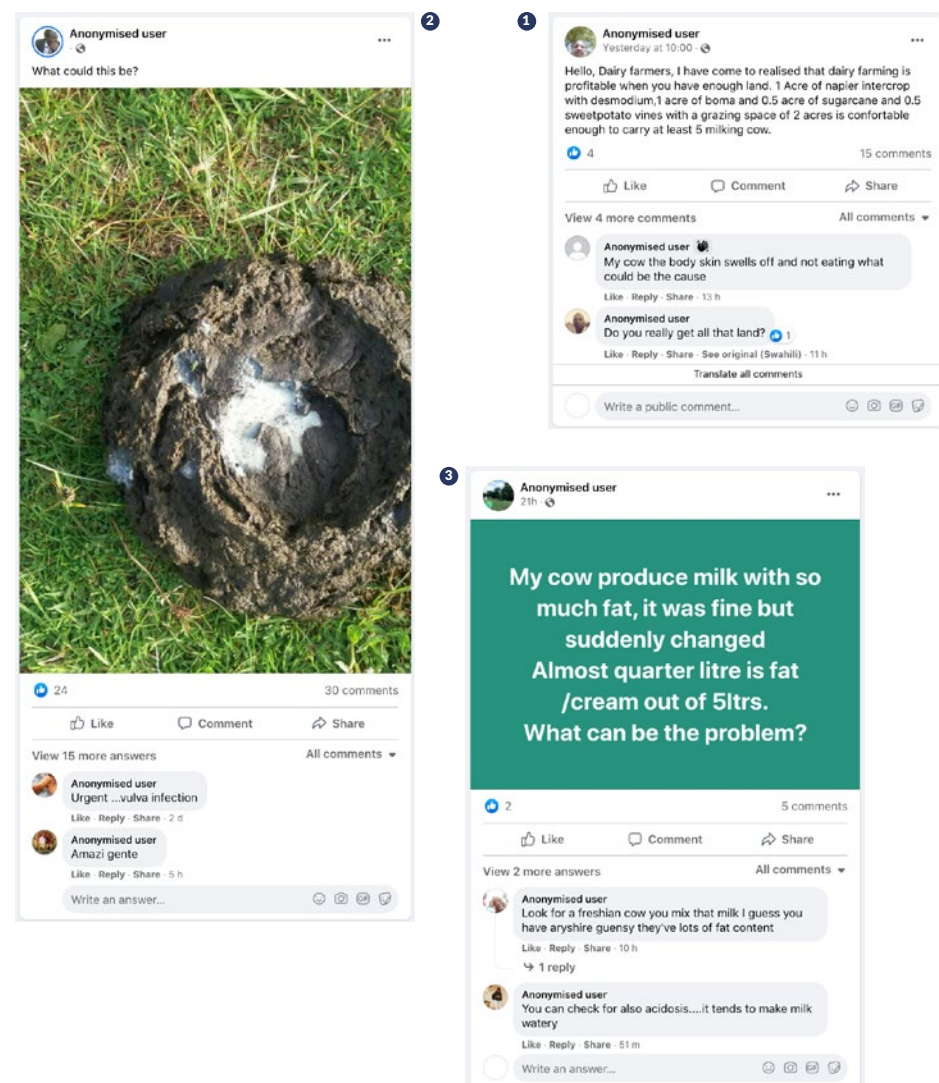 2
Anonymised user
What could this be?
24
30 comments
Like Comment Share
View 15 more answers All comments
Anonymised user
Urgent ...vulva infection
Like · Reply · Share · 2 d
Anonymised user
Amazi gente
Like · Reply · Share · 5 h
Write an answer...
GIF
1
Anonymised user
Yesterday at 10:00 ·
Hello, Dairy farmers, I have come to realised that dairy farming is
profitable when you have enough land. 1 Acre of napier intercrop
with desmodium,1 acre of boma and 0.5 acre of sugarcane and 0.5
sweetpotato vines with a grazing space of 2 acres is confortable
enough to carry at least 5 milking cow.
4
15 comments
Like Comment Share
View 4 more comments All comments
Anonymised user
My cow the body skin swells off and not eating what
could be the cause
Like · Reply · Share · 13 h
Anonymised user
Do you really get all that land? 1
Like · Reply · Share · See original (Swahili) · 11 h
Translate all comments
Write a public comment...
GIF
3
Anonymised user
21h ·
My cow produce milk with so
much fat, it was fine but
suddenly changed
Almost quarter litre is fat
/cream out of 5ltrs.
What can be the problem?
2
5 comments
Like Comment Share
View 2 more answers All comments
Anonymised user
Look for a freshian cow you mix that milk I guess you
have aryshire guensy they've lots of fat content
Like · Reply · Share · 10 h
1 reply
Anonymised user
You can check for also acidosis....it tends to make milk
watery
Like · Reply · Share · 51 m
Write an answer...
GIF